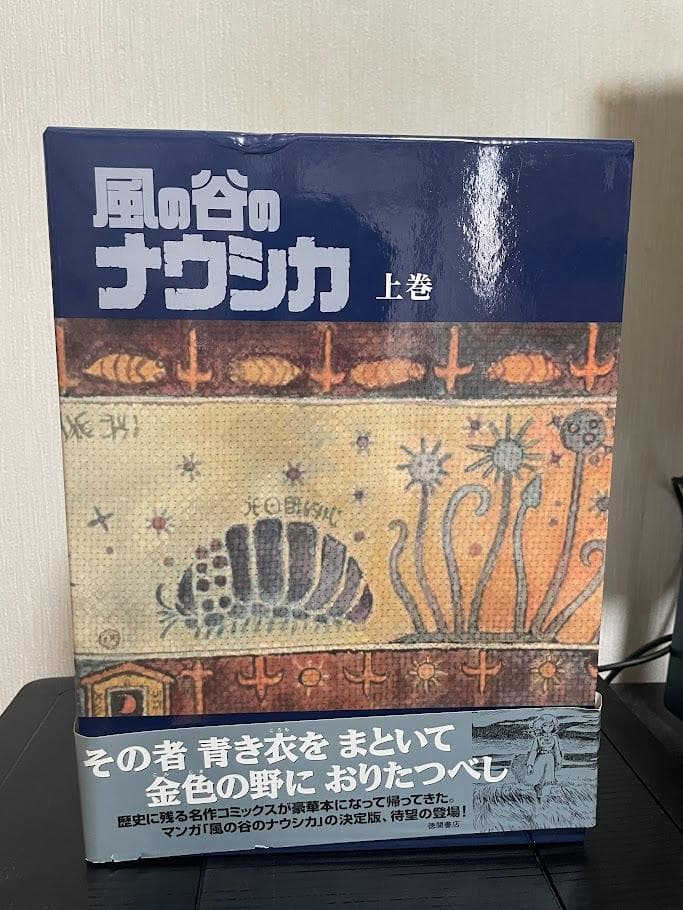 風の谷の
ナウシカ 上巻
その者 青き衣を まといて
金色の野に おりたつべし
歴史に残る名作コミックスが豪華本になって帰ってきた。
マンガ「風の谷のナウシカ」の決定版、待望の登場!
徳間書店